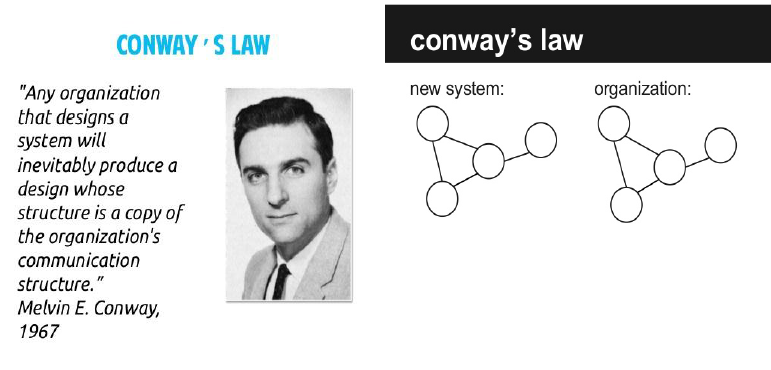 CONWAY ’ S LAW
"Any organization
that designs a
system will
inevitably produce a
design whose
structure is a copy of
the organization's
communication
structure.”
Melvin E. Conway,
1967
conway’s law
new system:
organization: